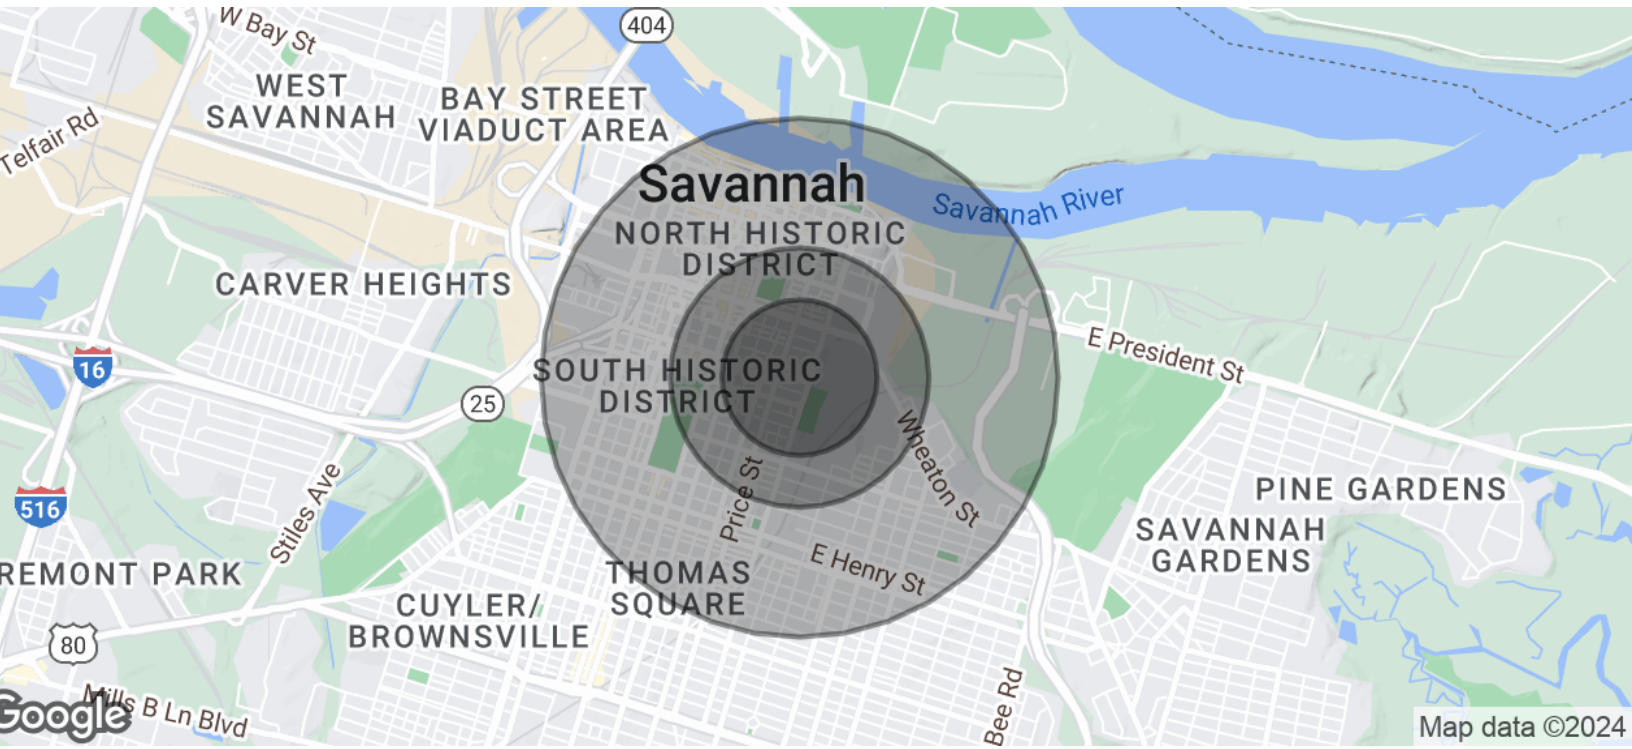 404
W Bay St
WEST
SAVANNAH
BAY STREET
VIADUCT AREA
Telfair Rd
Savannah
Savannah River
NORTH HISTORIC
DISTRICT
CARVER HEIGHTS
E President St
16
SOUTH HISTORIC
DISTRICT
25
Wheaton St
Price St
Stiles Ave
516
PINE GARDENS
SAVANNAH
GARDENS
E Henry St
REMONT PARK
THOMAS
SQUARE
CUYLER/
BROWNSVILLE
80
Bee Rd
Mills B Ln Blvd
Google
Map data ©2024